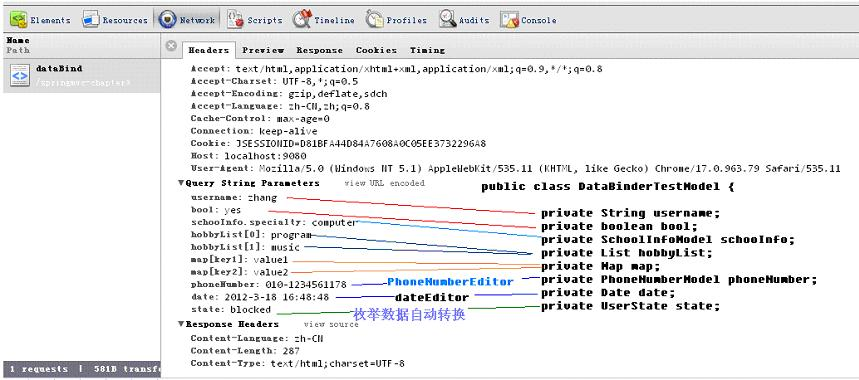 Elements Resources Network Scripts Timeline Profiles Audits Console
Name
Path
dataBind
/springmvc-chapter4
Headers Preview Response Cookies Timing
Accept: text/html,application/xhtml+xml,application/xml;q=0.9,*/*;q=0.8
Accept-Charset: UTF-8,*;q=0.5
Accept-Encoding: gzip,deflate,sdch
Accept-Language: zh-CN,zh;q=0.8
Cache-Control: max-age=0
Connection: keep-alive
Cookie: JSESSIONID=D81BFA44D84A7608A0C05EE3732296A8
Host: localhost:9080
User-Agent: Mozilla/5.0 (Windows NT 5.1) AppleWebKit/535.11 (KHTML, like Gecko) Chrome/17.0.963.79 Safari/535.11
▼Query String Parameters view URL encoded
public class DataBinderTestModel {
username: zhang
private String username;
bool: yes
private boolean bool;
schooInfo.specialty: computer
private SchoolInfoModel schooInfo;
hobbyList[0]: program
hobbyList[1]: music
private List hobbyList;
map[key1]: value1
map[key2]: value2
private Map map;
phoneNumber: 010-1234561178
PhoneNumberEditor
private PhoneNumberModel phoneNumber;
date: 2012-3-18 16:48:48
dateEditor
private Date date;
state: blocked
枚举数据自动转换
private UserState state;
▼Response Headers view source
Content-Language: zh-CN
Content-Length: 287
Content-Type: text/html;charset=UTF-8
1 requests | 581B transfe